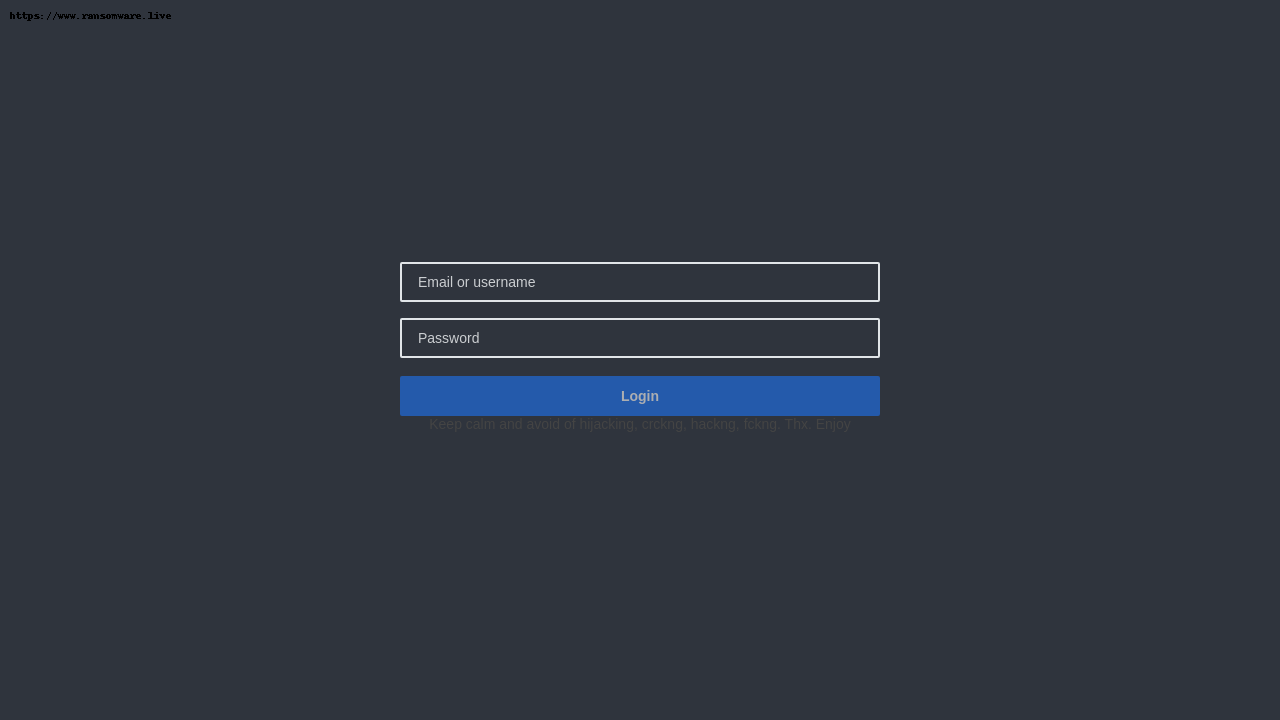 https://www.ransomware.live
Email or username
Password
Login
Keep calm and avoid of hijacking, crckng, hackng, fckng. Thx. Enjoy